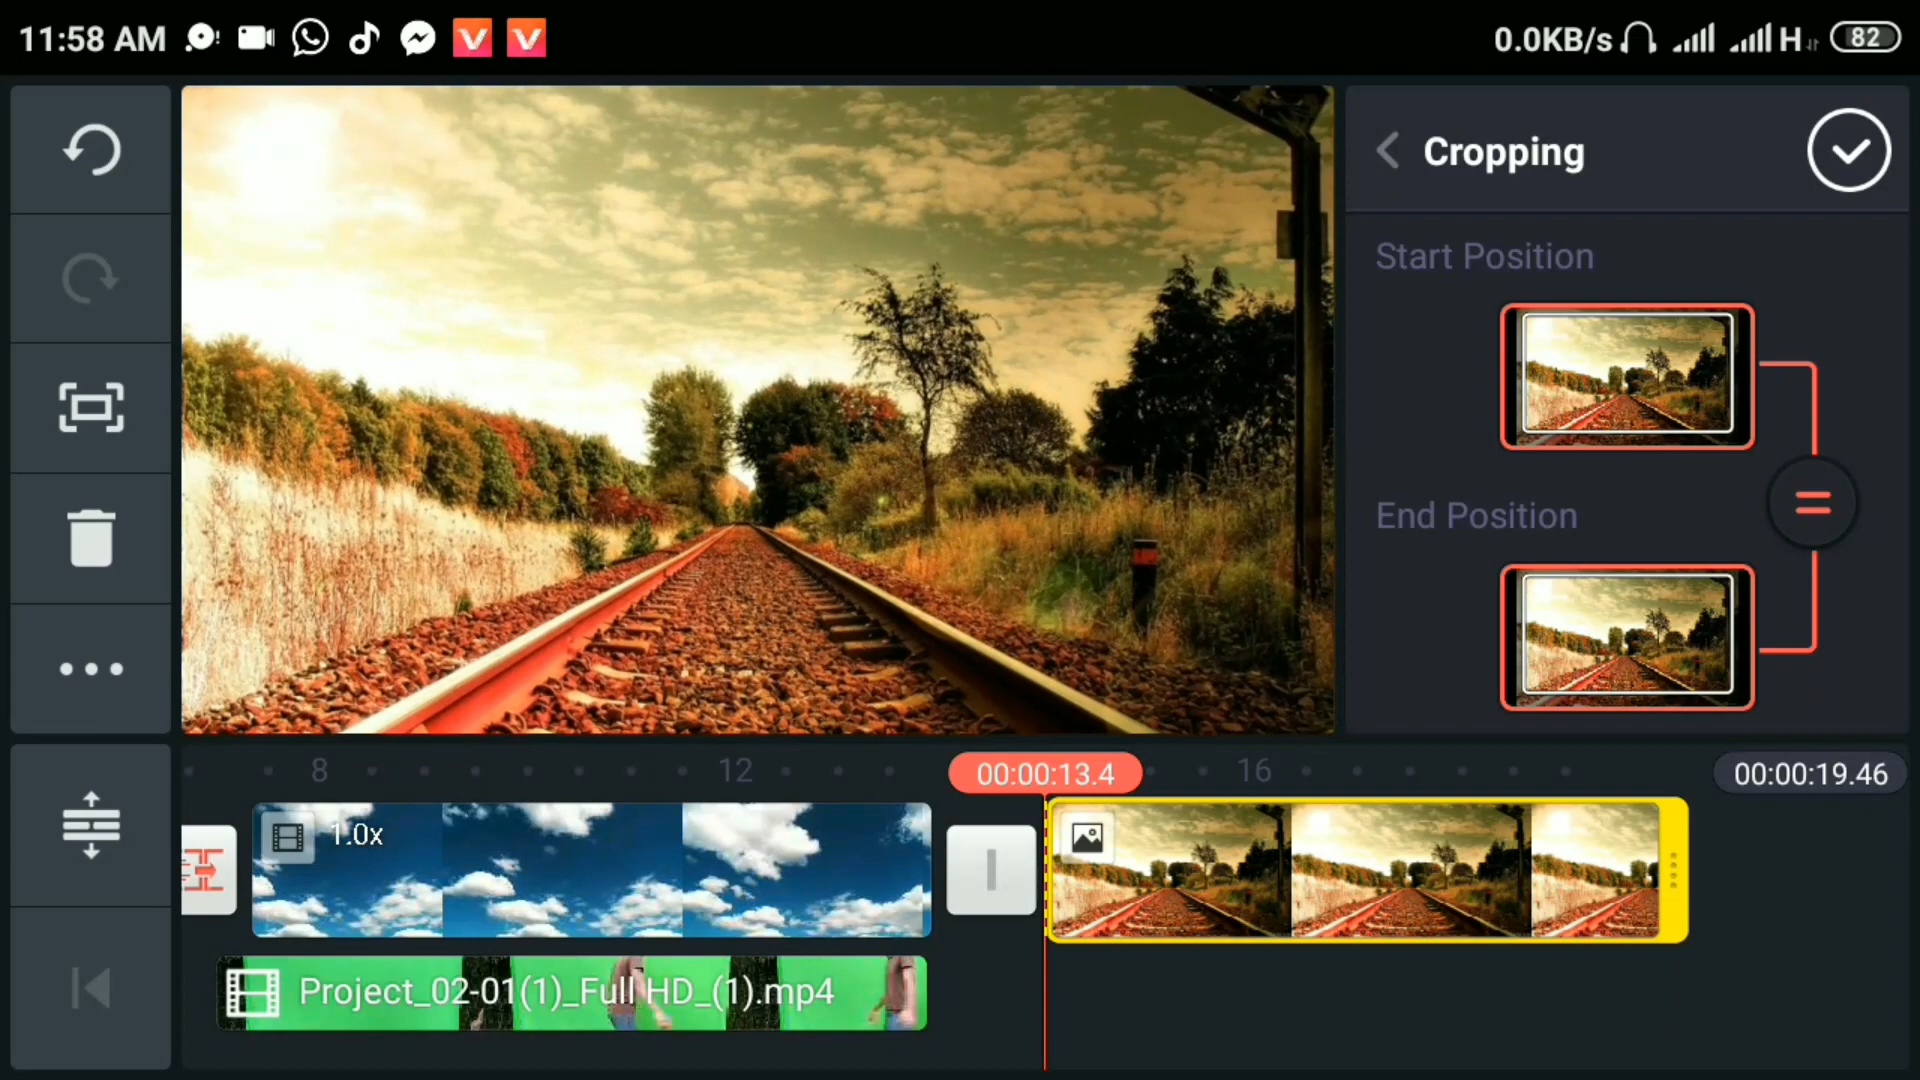 11:58 AM
0.0KB/s H 82
Cropping
Start Position
End Position
8 12 00:00:13.4 16 00:00:19.46
1.0x
Project_02-01(1)_Full HD_(1).mp4